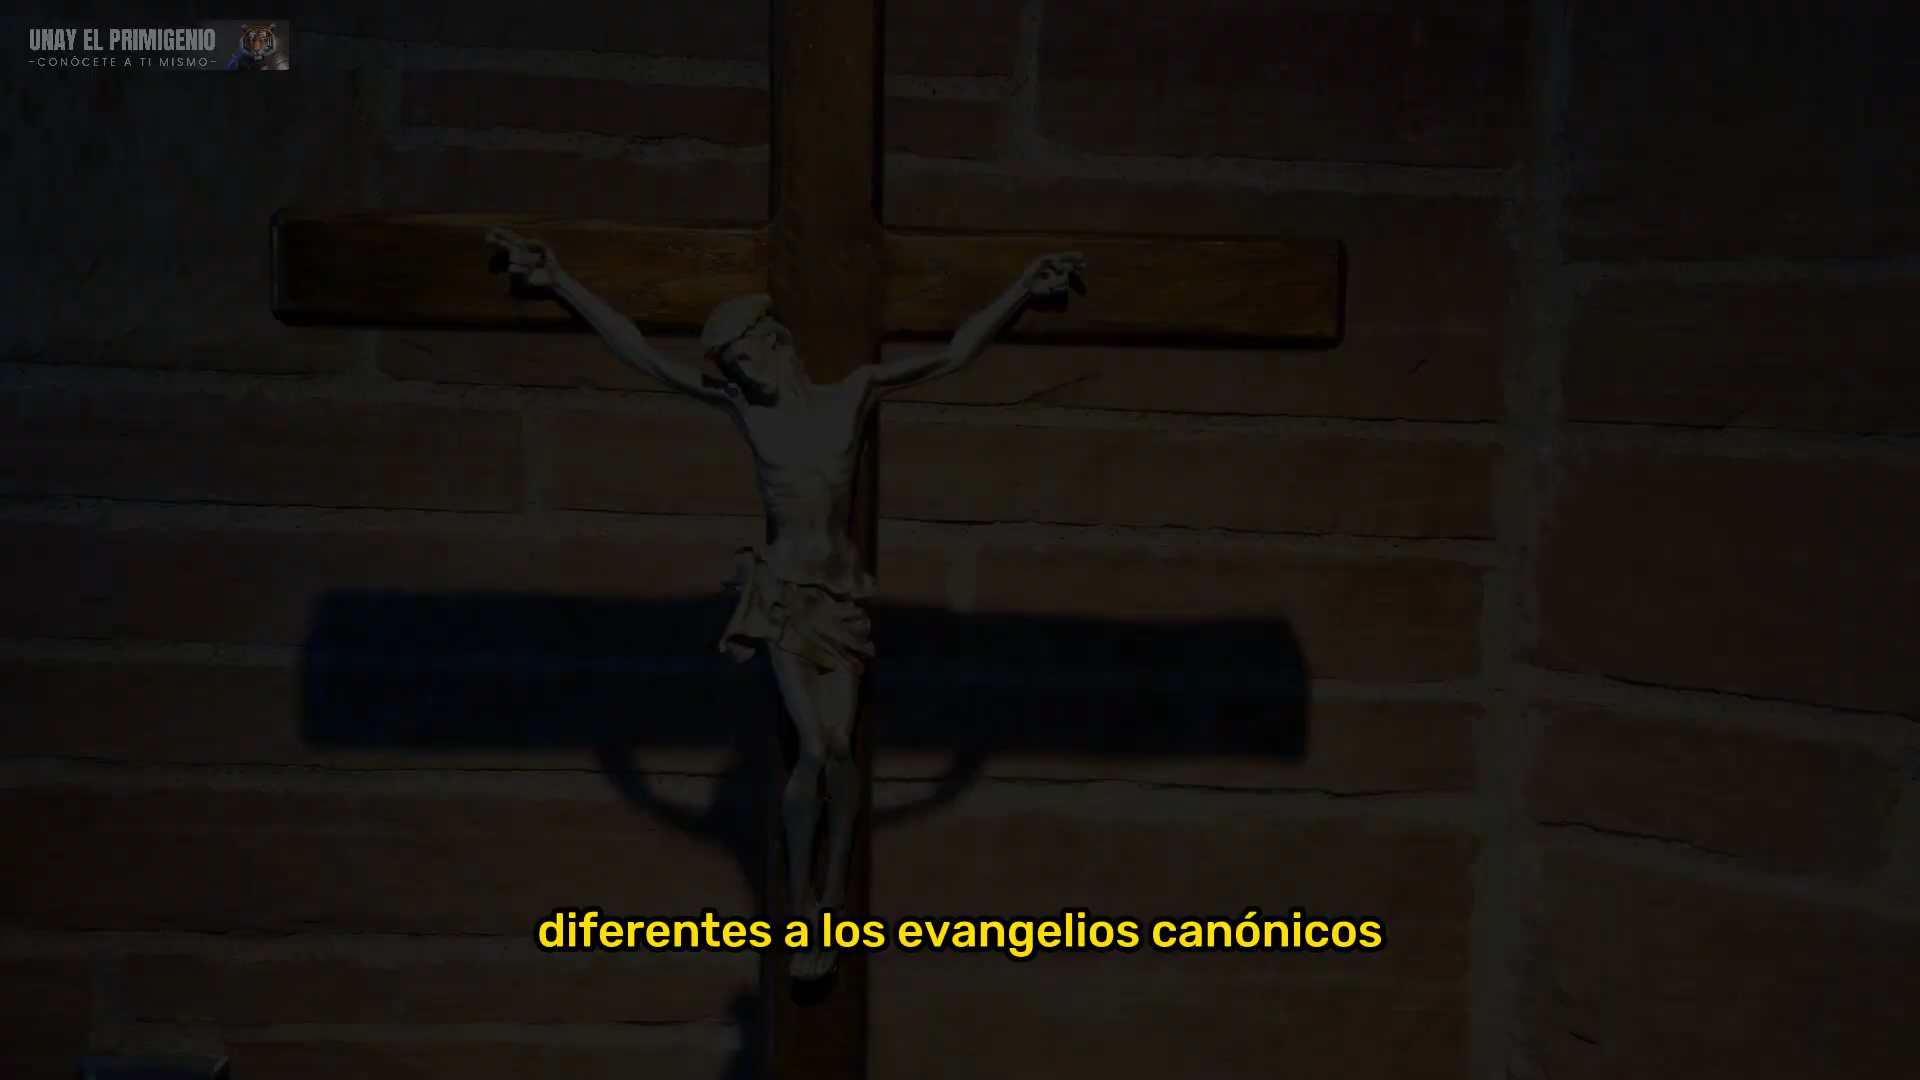 UNAY EL PRIMIGENIO
-CONÓCETE A TI MISMO-
diferentes a los evangelios canónicos